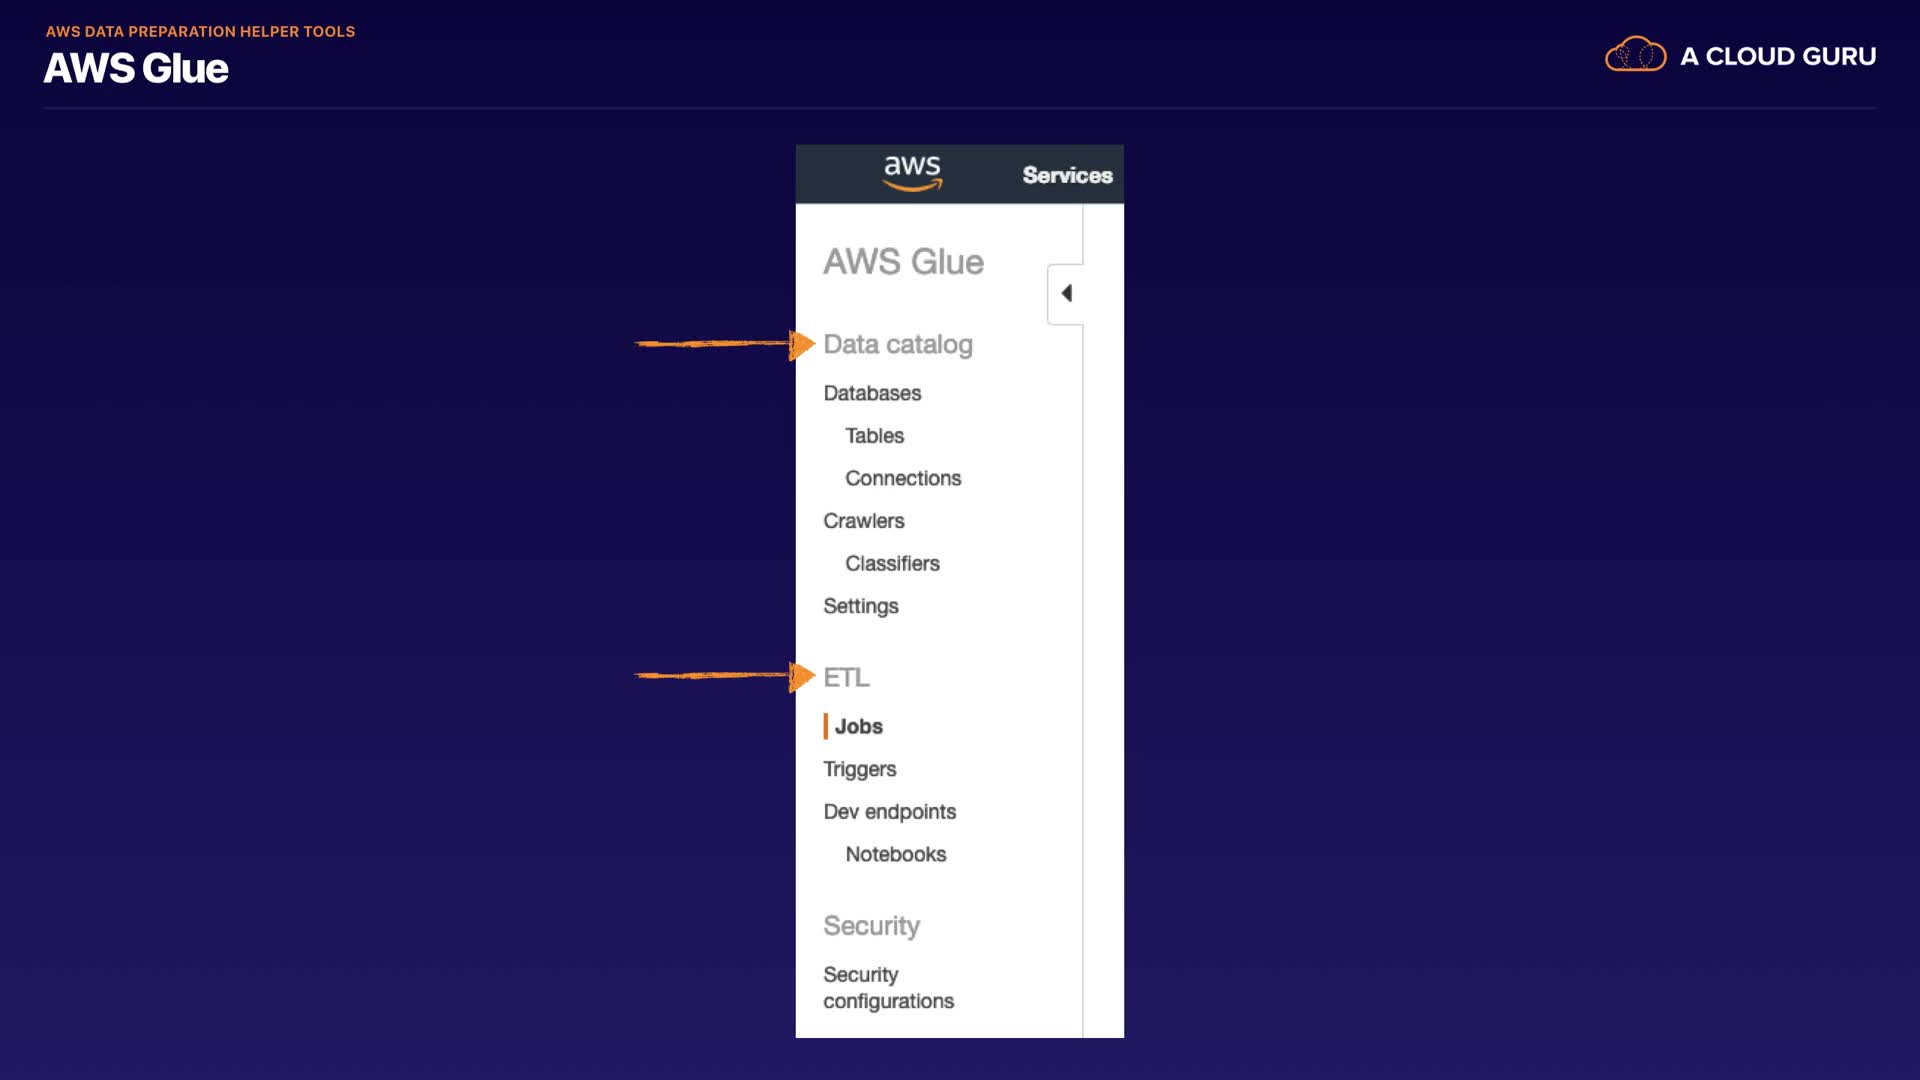 AWS DATA PREPARATION HELPER TOOLS
AWS Glue
A CLOUD GURU
aws
Services
AWS Glue
Data catalog
Databases
Tables
Connections
Crawlers
Classifiers
Settings
ETL
Jobs
Triggers
Dev endpoints
Notebooks
Security
Security
configurations